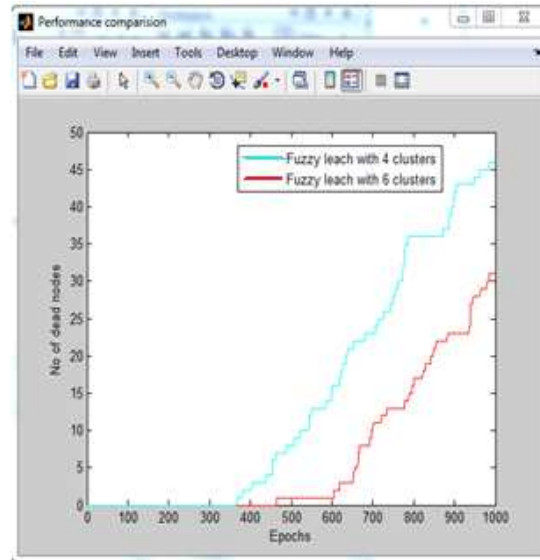 Performance comparision
File Edit View Insert Tools Desktop Window Help
50
45
40
35
30
25
20
15
10
5
0
No of dead nodes
Fuzzy leach with 4 clusters
Fuzzy leach with 6 clusters
0 100 200 300 400 500 600 700 800 900 1000
Epochs